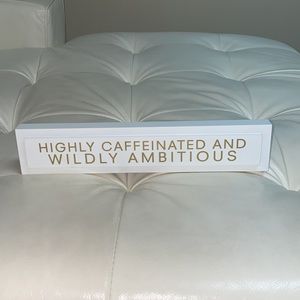 HIGHLY CAFFEINATED AND
WILDLY AMBITIOUS